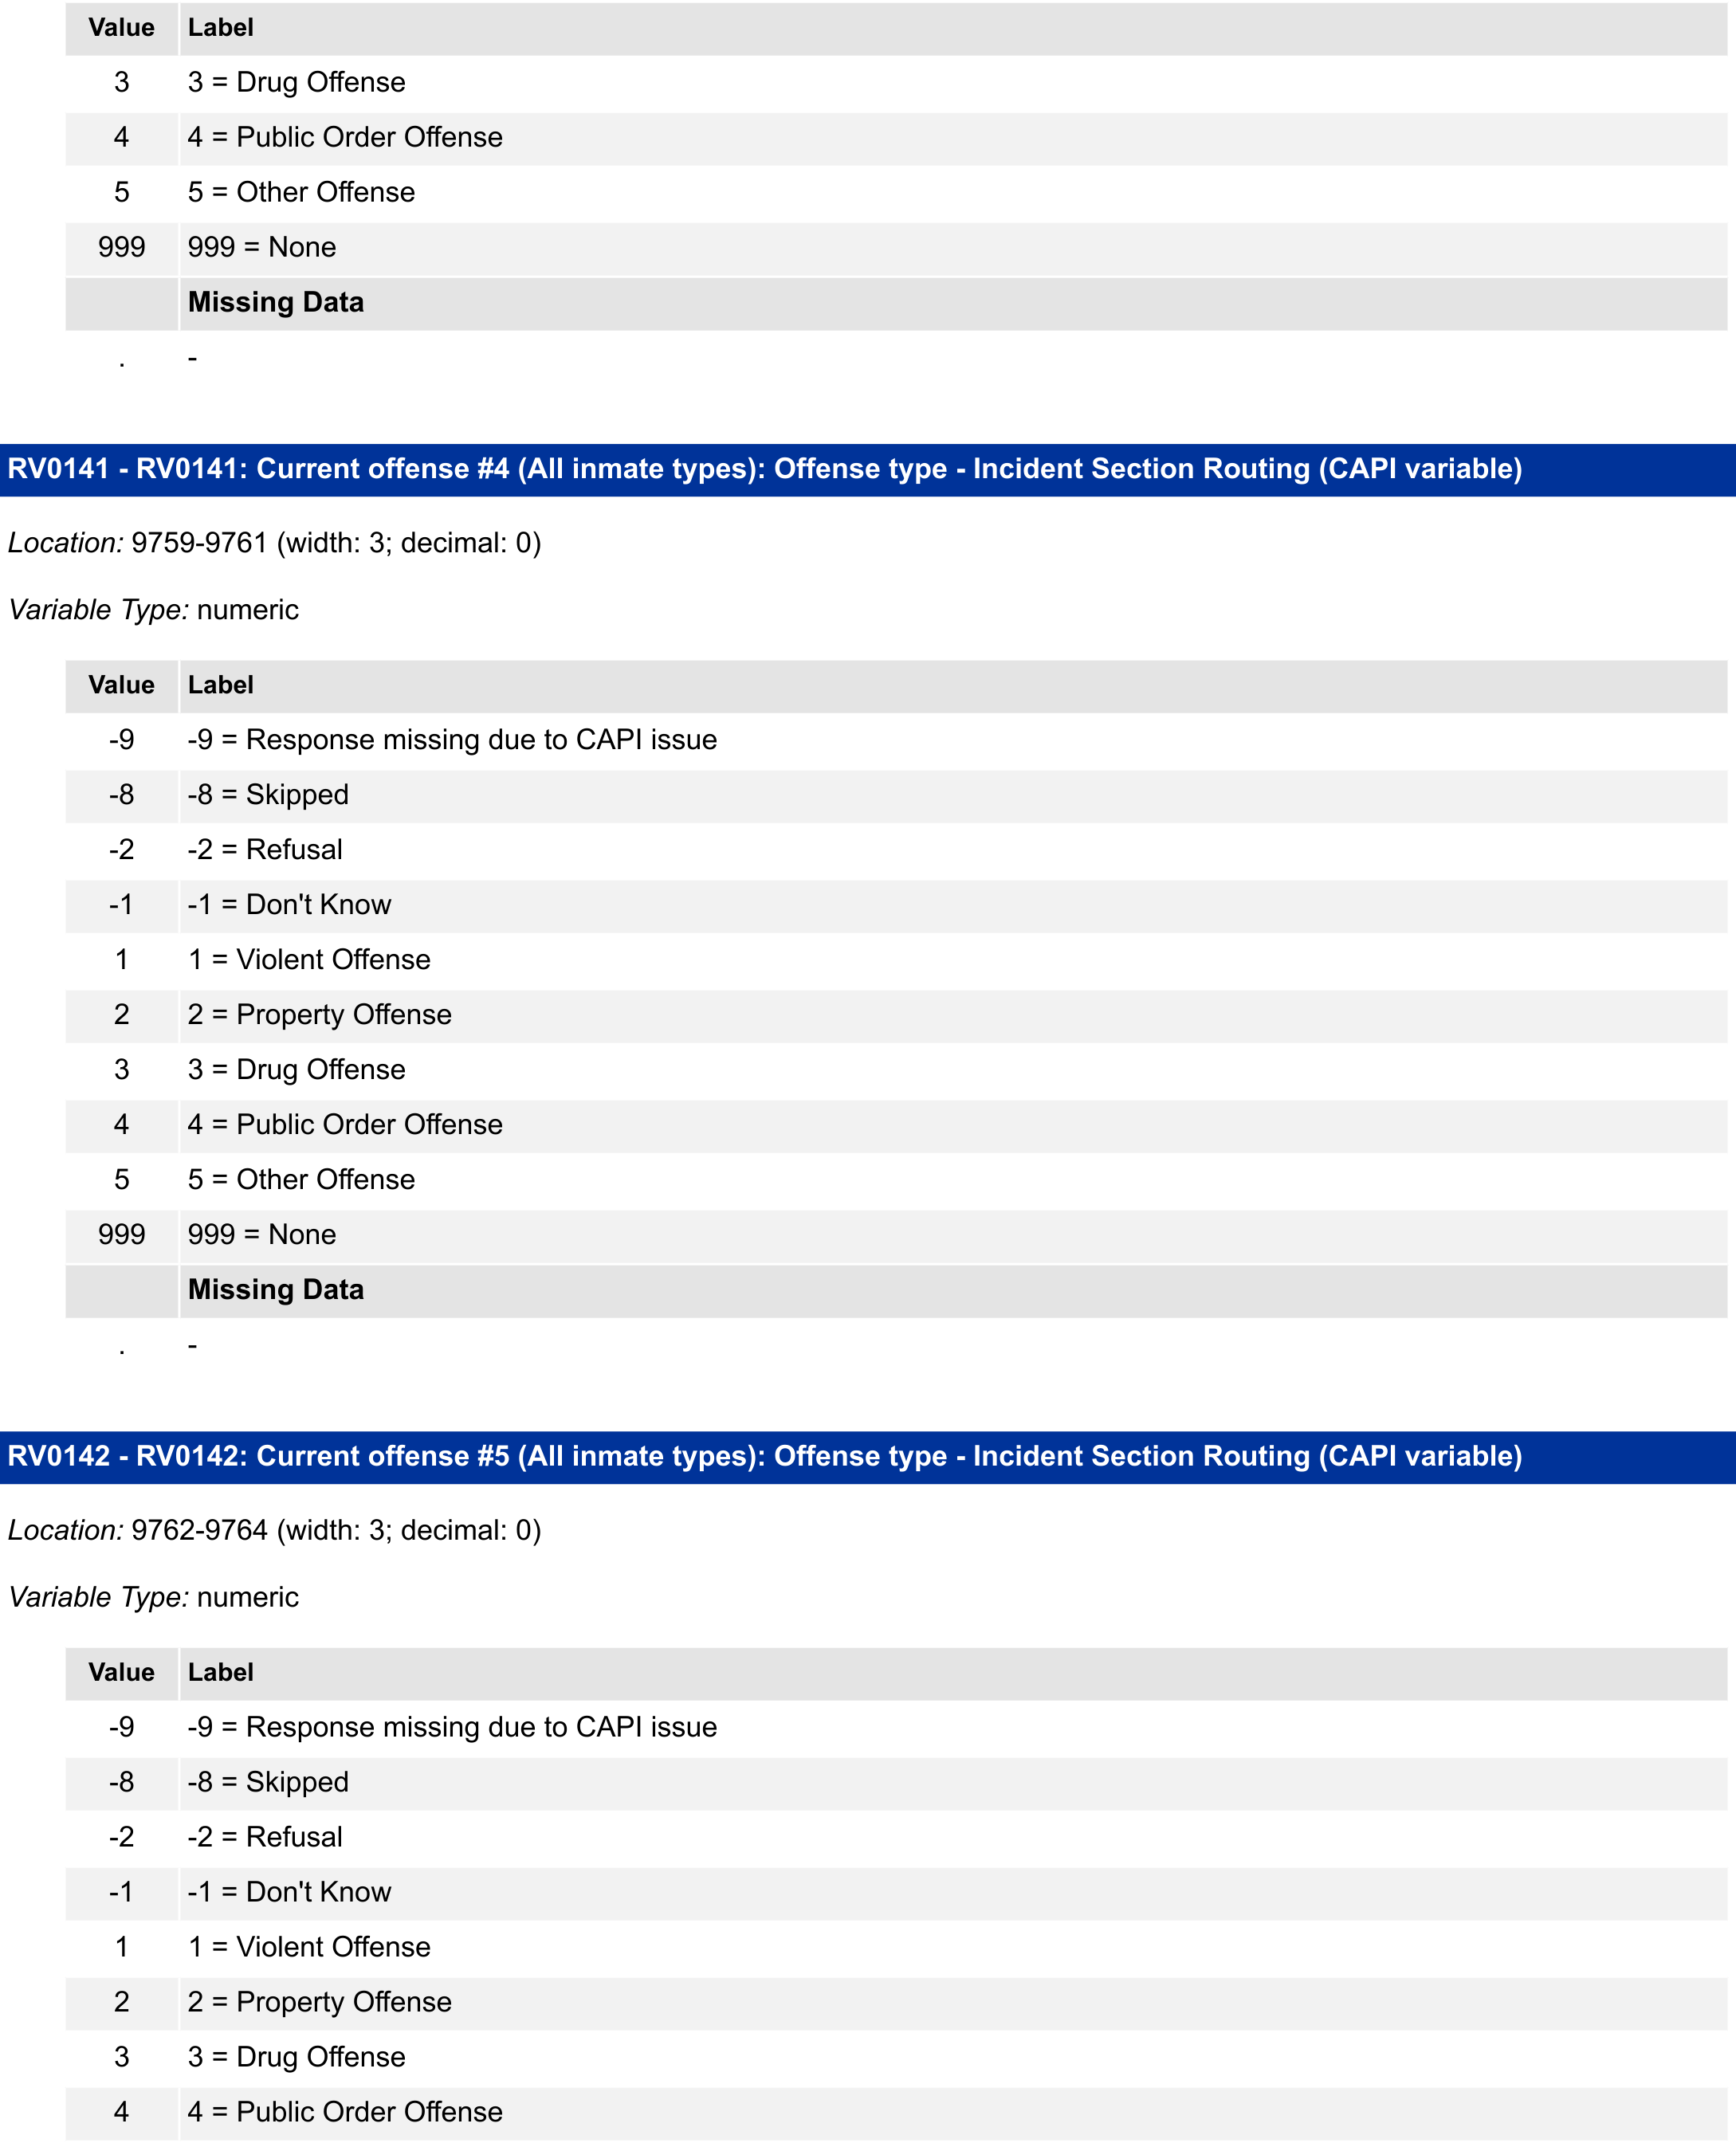 Value Label
3 3 = Drug Offense
4 4 = Public Order Offense
5 5 = Other Offense
999 999 = None
Missing Data
. -
RV0141 - RV0141: Current offense #4 (All inmate types): Offense type - Incident Section Routing (CAPI variable)
Location: 9759-9761 (width: 3; decimal: 0)
Variable Type: numeric
Value Label
-9 -9 = Response missing due to CAPI issue
-8 -8 = Skipped
-2 -2 = Refusal
-1 -1 = Don't Know
1 1 = Violent Offense
2 2 = Property Offense
3 3 = Drug Offense
4 4 = Public Order Offense
5 5 = Other Offense
999 999 = None
Missing Data
. -
RV0142 - RV0142: Current offense #5 (All inmate types): Offense type - Incident Section Routing (CAPI variable)
Location: 9762-9764 (width: 3; decimal: 0)
Variable Type: numeric
Value Label
-9 -9 = Response missing due to CAPI issue
-8 -8 = Skipped
-2 -2 = Refusal
-1 -1 = Don't Know
1 1 = Violent Offense
2 2 = Property Offense
3 3 = Drug Offense
4 4 = Public Order Offense